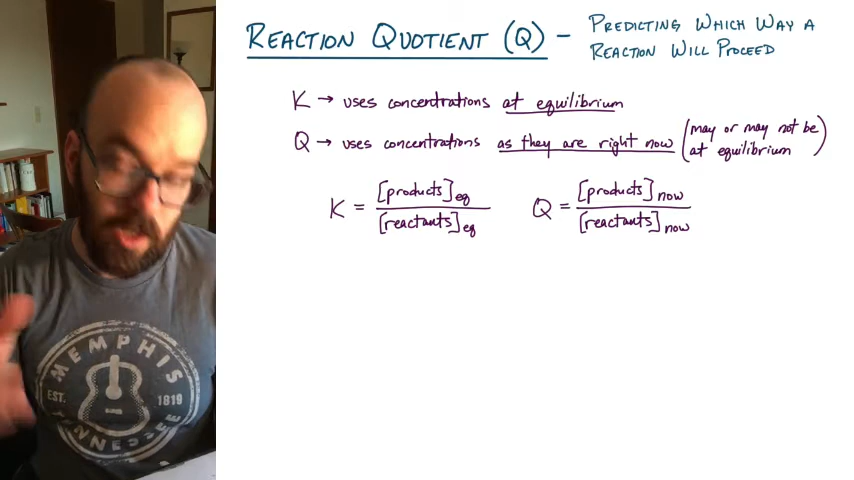 REACTION QUOTIENT (Q) – PREDICTING WHICH WAY A
REACTION WILL PROCEED
K → uses concentrations at equilibrium
Q → uses concentrations as they are right now (may or may not be
at equilibrium)
K = [products]eq / [reactants]eq
Q = [products]now / [reactants]now
MEMPHIS
EST. 1819
TENNESSEE